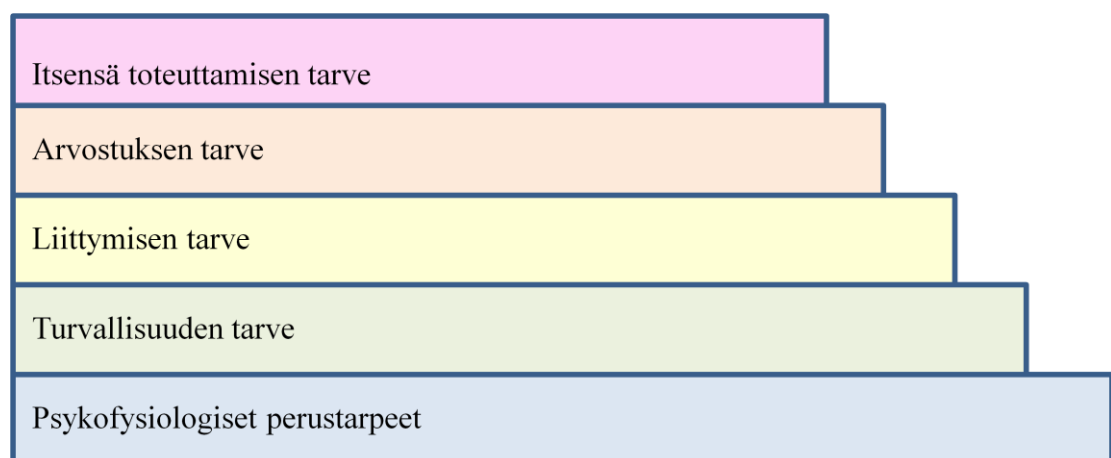 Itsensä toteuttamisen tarve
Arvostuksen tarve
Liittymisen tarve
Turvallisuuden tarve
Psykofysiologiset perustarpeet